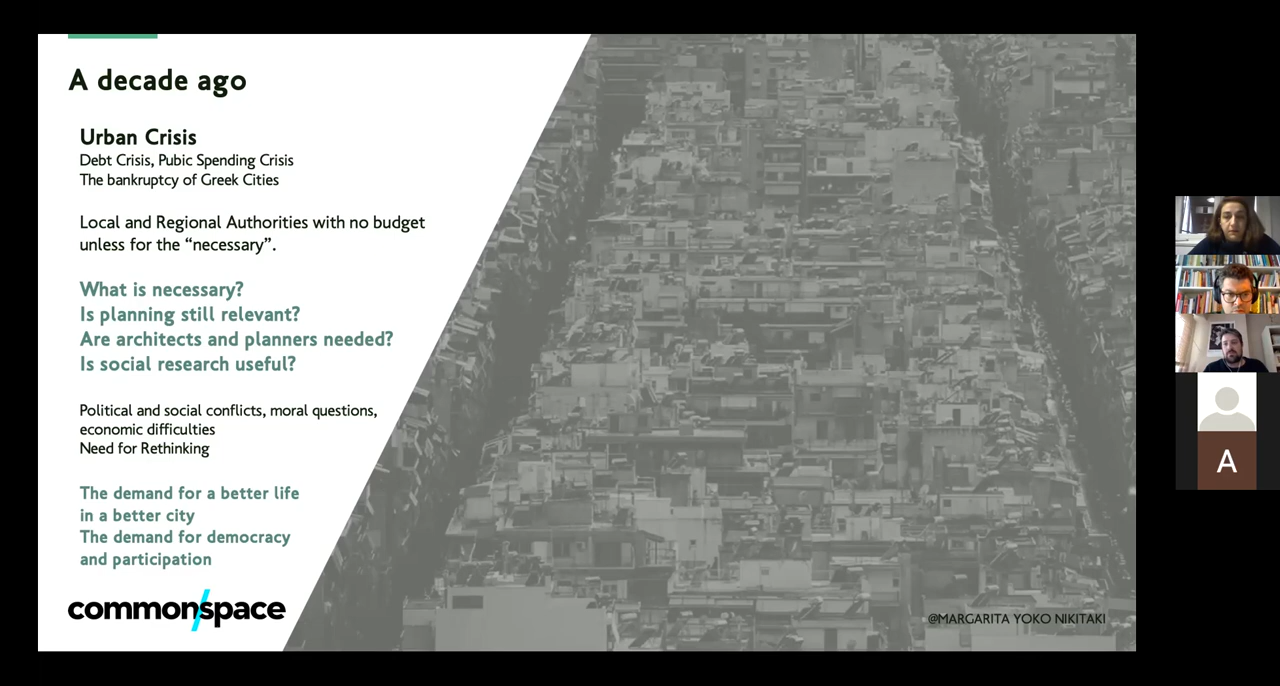 A decade ago
Urban Crisis
Debt Crisis, Pubic Spending Crisis
The bankruptcy of Greek Cities
Local and Regional Authorities with no budget
unless for the “necessary”.
What is necessary?
Is planning still relevant?
Are architects and planners needed?
Is social research useful?
Political and social conflicts, moral questions,
economic difficulties
Need for Rethinking
The demand for a better life
in a better city
The demand for democracy
and participation
common/space
@MARGARITA YOKO NIKITAKI
A